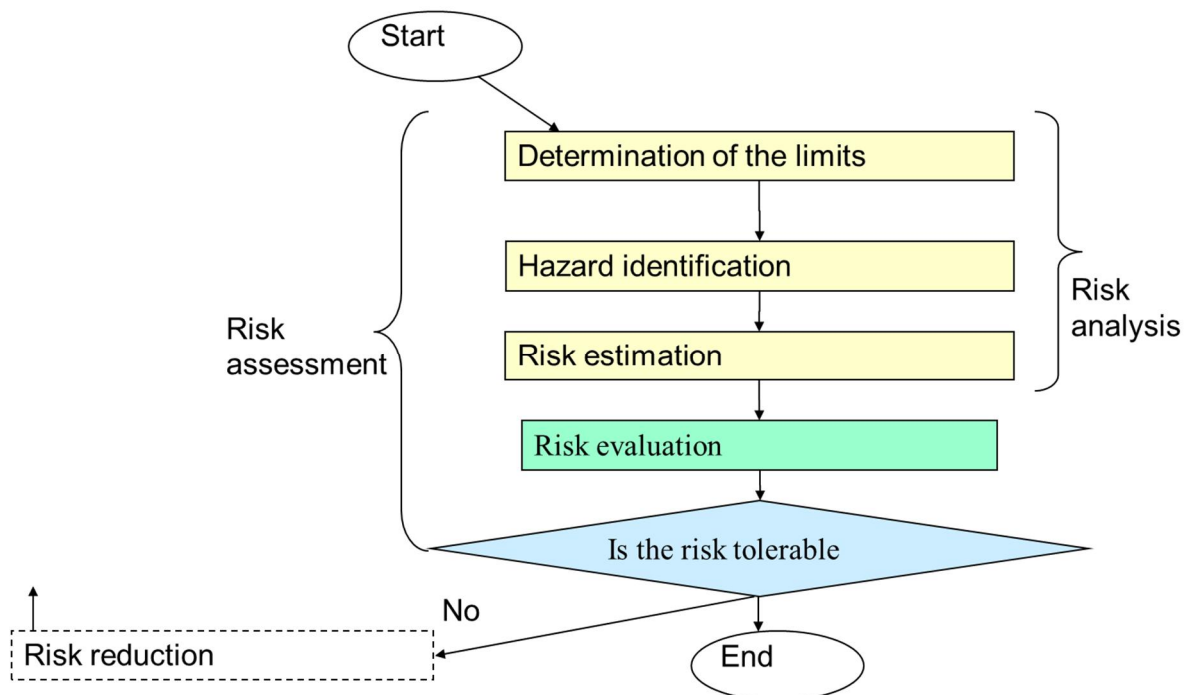 Start
Determination of the limits
Hazard identification
Risk
analysis
Risk
assessment
Risk estimation
Risk evaluation
Is the risk tolerable
No
Risk reduction
End